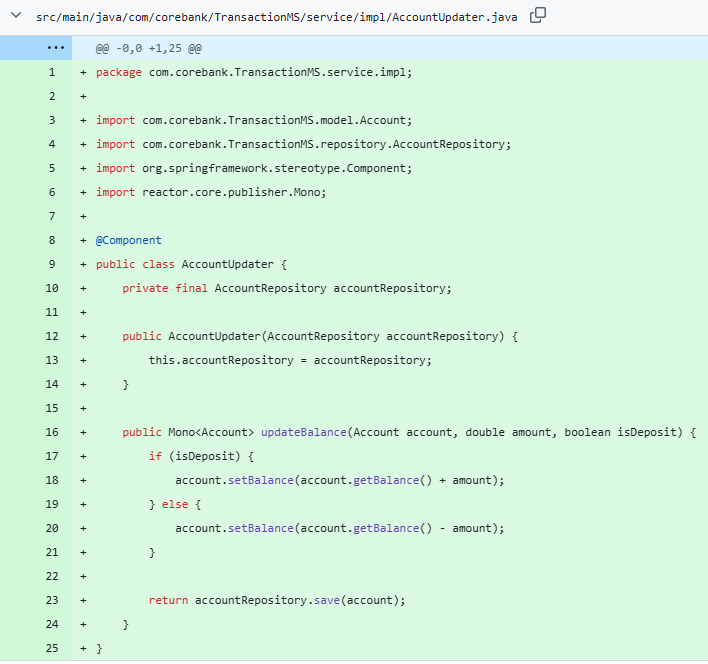 src/main/java/com/corebank/TransactionMS/service/impl/AccountUpdater.java
@@ -0,0 +1,25 @@
1 + package com.corebank.TransactionMS.service.impl;
2 +
3 + import com.corebank.TransactionMS.model.Account;
4 + import com.corebank.TransactionMS.repository.AccountRepository;
5 + import org.springframework.stereotype.Component;
6 + import reactor.core.publisher.Mono;
7 +
8 + @Component
9 + public class AccountUpdater {
10 +     private final AccountRepository accountRepository;
11 +
12 +     public AccountUpdater(AccountRepository accountRepository) {
13 +         this.accountRepository = accountRepository;
14 +     }
15 +
16 +     public Mono<Account> updateBalance(Account account, double amount, boolean isDeposit) {
17 +         if (isDeposit) {
18 +             account.setBalance(account.getBalance() + amount);
19 +         } else {
20 +             account.setBalance(account.getBalance() - amount);
21 +         }
22 +
23 +         return accountRepository.save(account);
24 +     }
25 + }